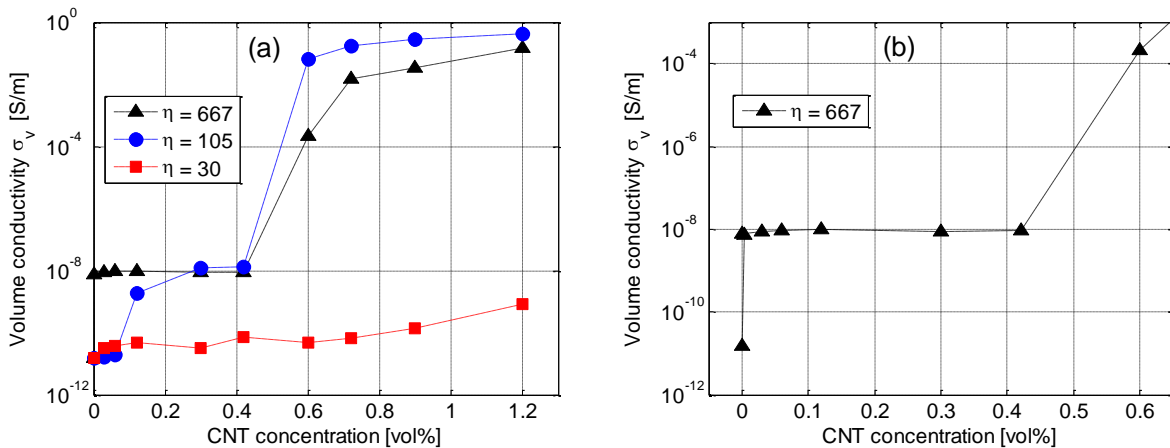 (a)
Volume conductivity σᵥ [S/m]
10⁰
10⁻⁴
10⁻⁸
10⁻¹²
η = 667
η = 105
η = 30
0 0.2 0.4 0.6 0.8 1.0 1.2
CNT concentration [vol%]
(b)
Volume conductivity σᵥ [S/m]
10⁻⁴
10⁻⁶
10⁻⁸
10⁻¹⁰
10⁻¹²
η = 667
0 0.1 0.2 0.3 0.4 0.5 0.6
CNT concentration [vol%]